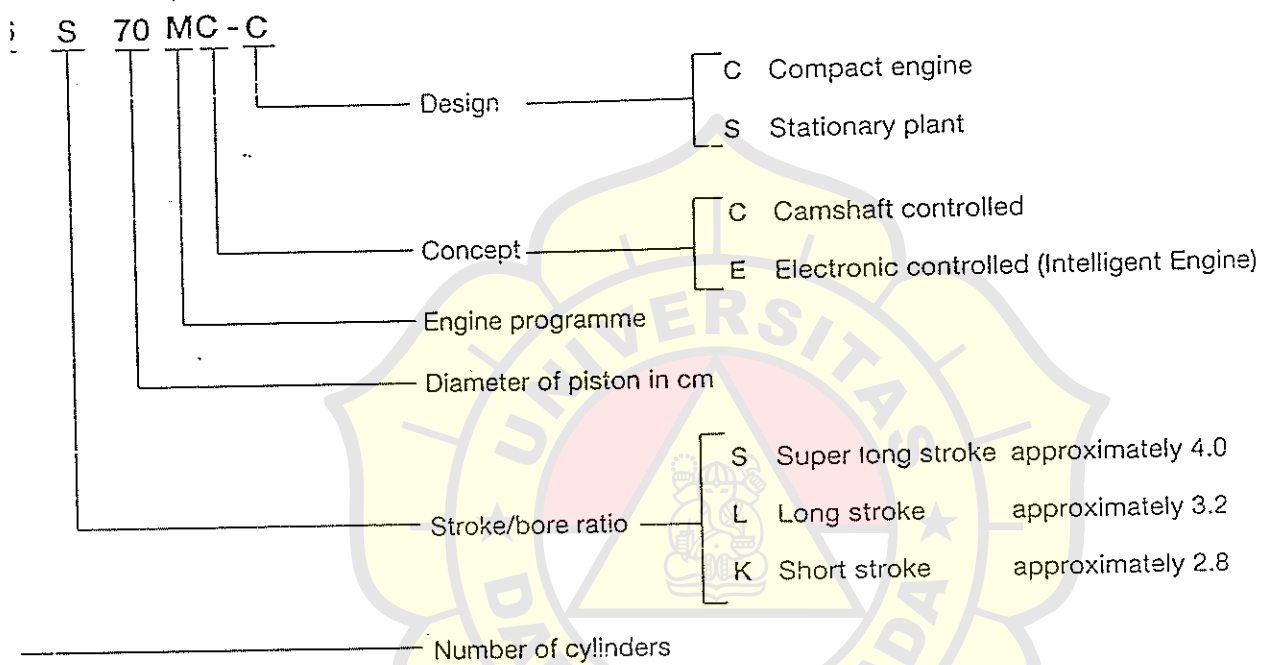 S 70 MC - C
Design
C Compact engine
S Stationary plant
Concept
C Camshaft controlled
E Electronic controlled (Intelligent Engine)
Engine programme
Diameter of piston in cm
Stroke/bore ratio
S Super long stroke approximately 4.0
L Long stroke approximately 3.2
K Short stroke approximately 2.8
Number of cylinders
UNIVERSITAS
DA